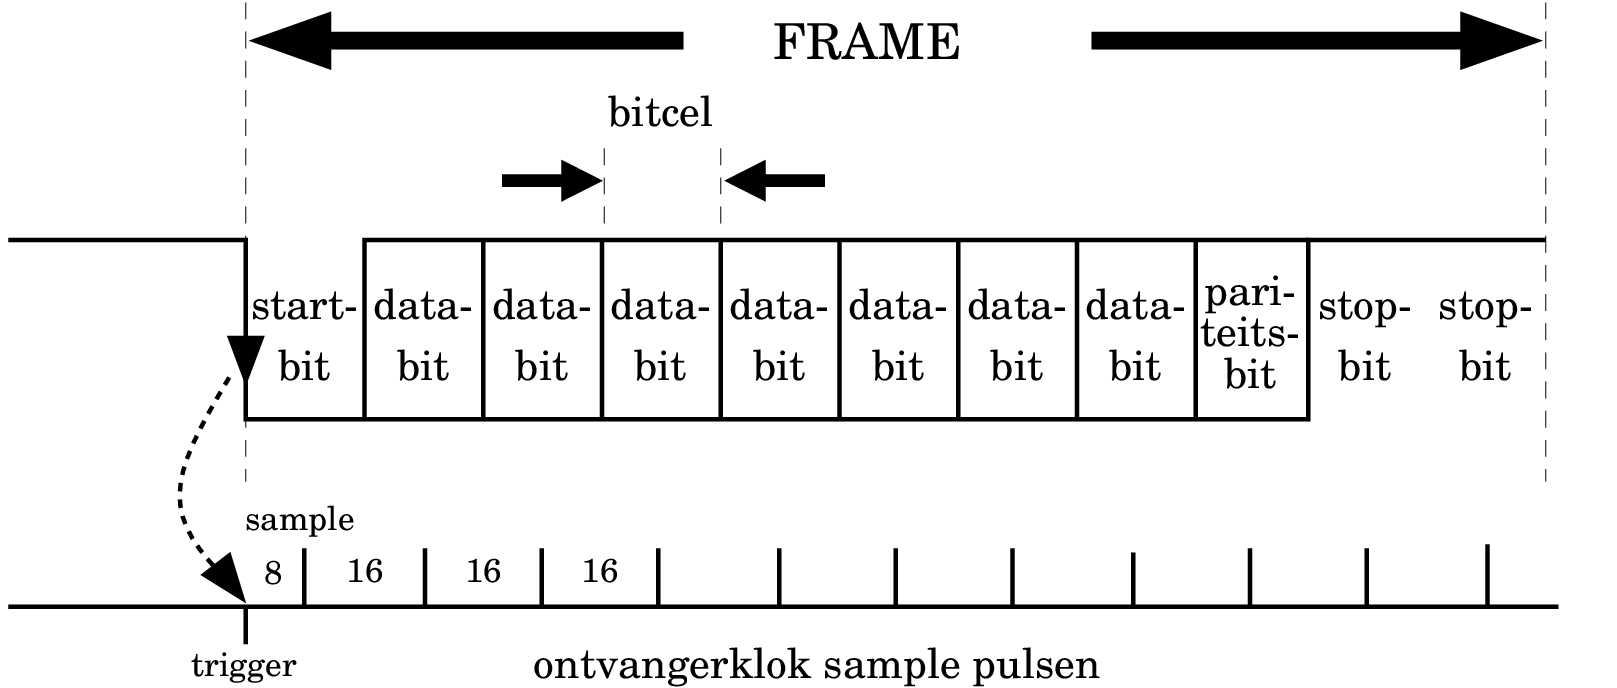 FRAME
bitcel
start- data- data- data- data- data- data- data- pari- stop- stop-
teits-
bit bit bit bit bit bit bit bit bit bit bit
sample
8 16 16 16
trigger
ontvangerklok sample pulsen